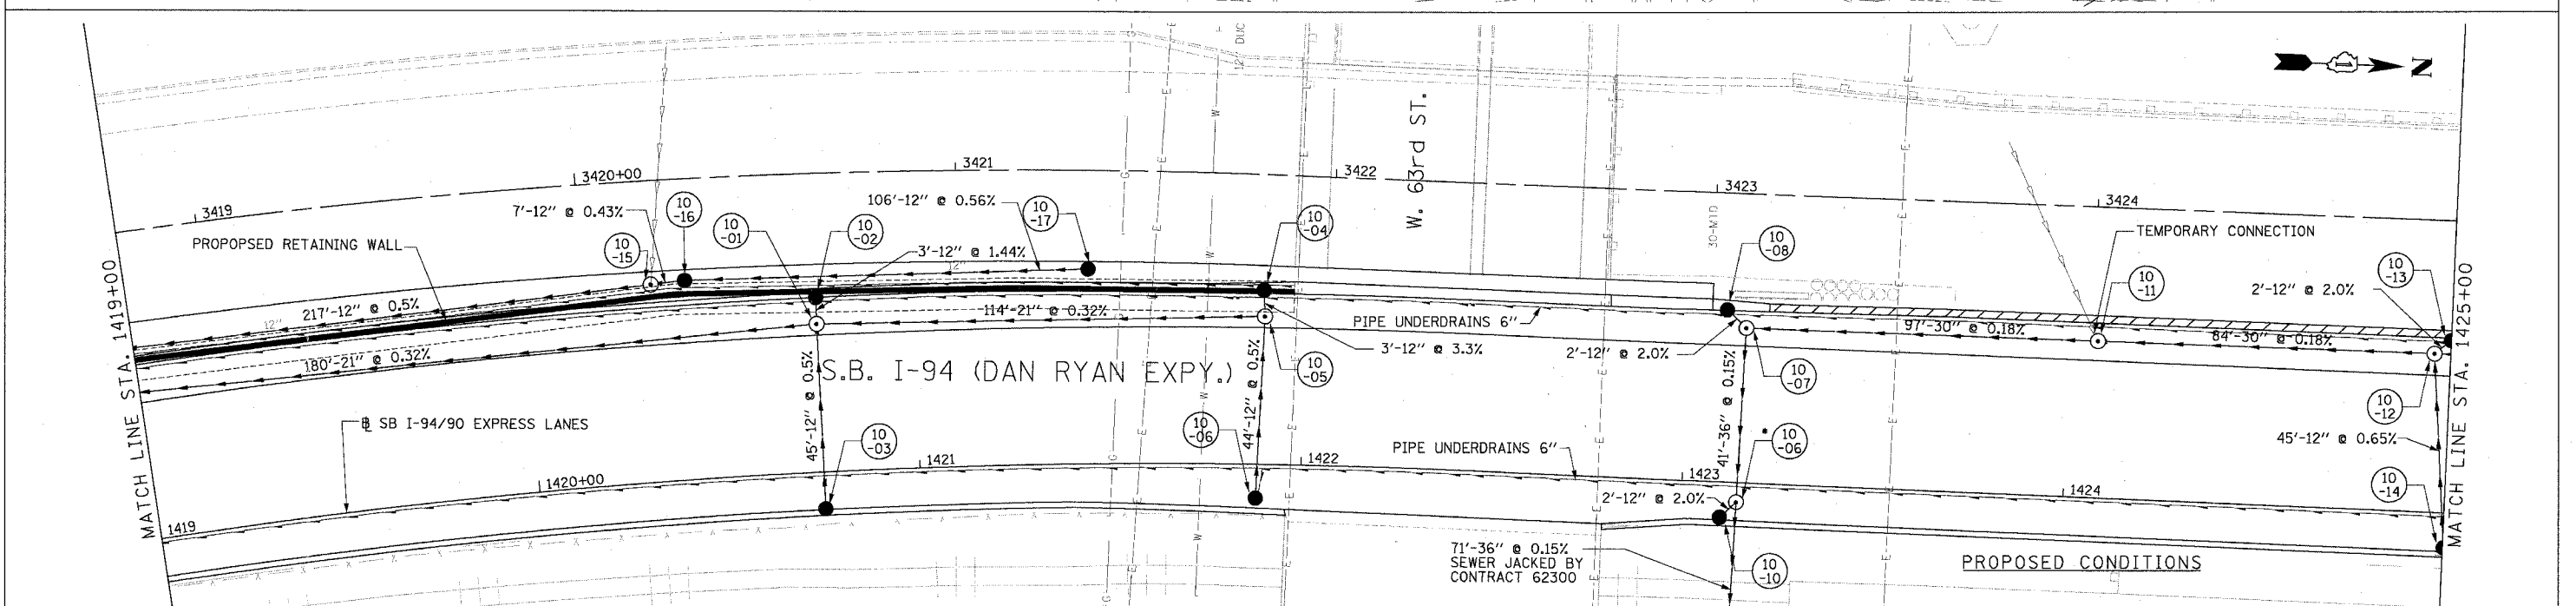 12" DUC
W. 63rd ST.
N
3419
3420+00
3421
3422
3423
3424
7'-12" @ 0.43%
10
-16
10
-01
10
-02
106'-12" @ 0.56%
10
-17
10
-04
10
-15
3'-12" @ 1.44%
PROPOPSED RETAINING WALL
30-MTD
10
-08
TEMPORARY CONNECTION
10
-11
10
-13
2'-12" @ 2.0%
217'-12" @ 0.5%
12"
12"
114'-21" @ 0.32%
PIPE UNDERDRAINS 6"
97'-30" @ 0.18%
84'-30" @ 0.18%
180'-21" @ 0.32%
3'-12" @ 3.3%
2'-12" @ 2.0%
10
-05
10
-07
10
-12
S.B. I-94 (DAN RYAN EXPY.)
MATCH LINE STA. 1419+00
MATCH LINE STA. 1425+00
45'-12" @ 0.5%
44'-12" @ 0.5%
41'-36" @ 0.15%
45'-12" @ 0.65%
℄ SB I-94/90 EXPRESS LANES
10
-03
10
-06
PIPE UNDERDRAINS 6"
10
-06
*
10
-14
1419
1420+00
1421
1422
1423
1424
2'-12" @ 2.0%
71'-36" @ 0.15%
SEWER JACKED BY
CONTRACT 62300
10
-10
PROPOSED CONDITIONS